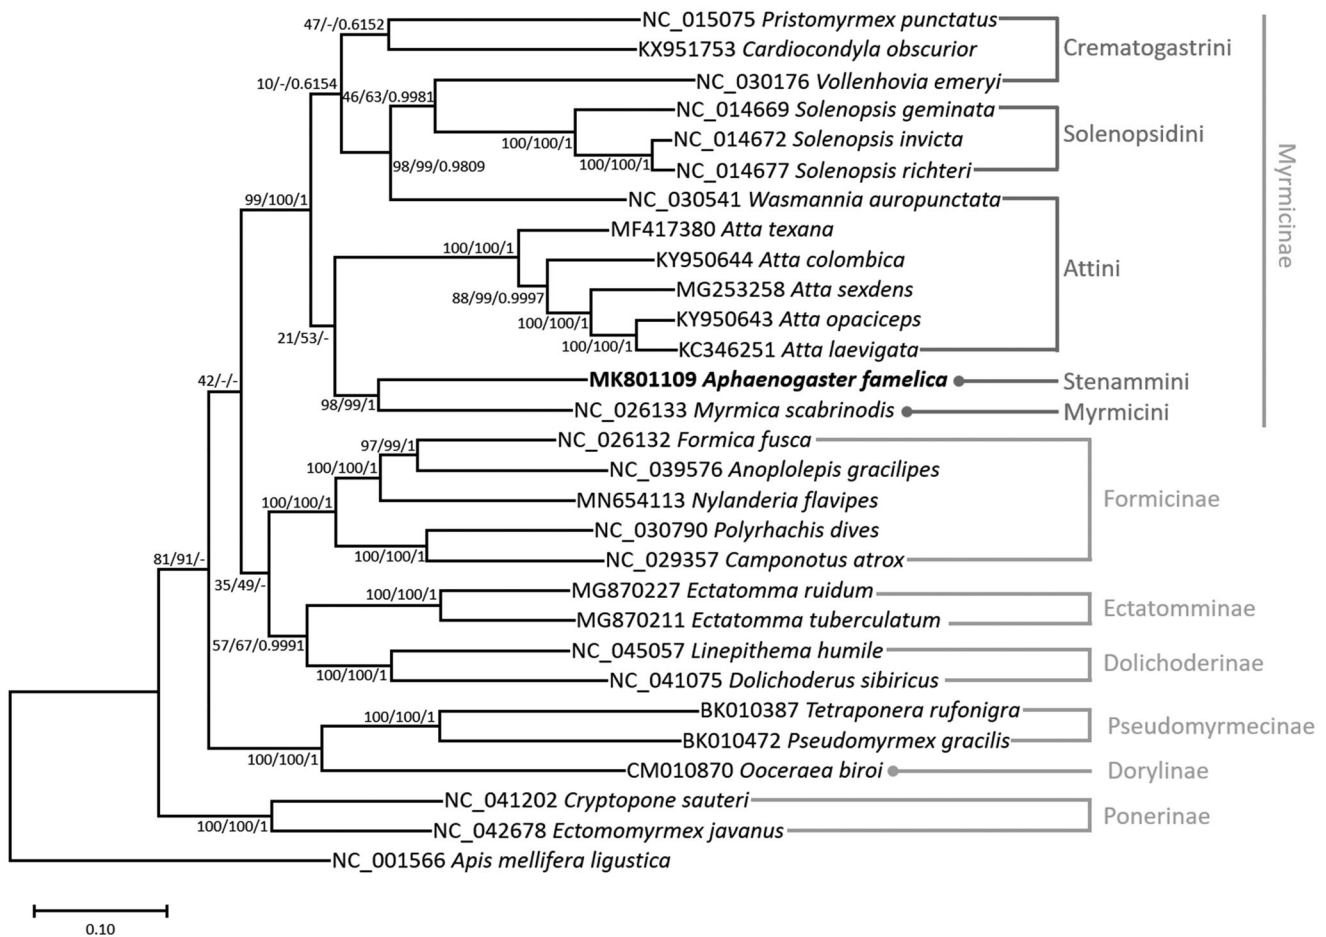 NC_015075 Pristomyrmex punctatus
47/-/0.6152
KX951753 Cardiocondyla obscurior
Crematogastrini
10/-/0.6154
NC_030176 Vollenhovia emeryi
46/63/0.9981
NC_014669 Solenopsis geminata
100/100/1
NC_014672 Solenopsis invicta
Solenopsidini
100/100/1
NC_014677 Solenopsis richteri
98/99/0.9809
Myrmicinae
99/100/1
NC_030541 Wasmannia auropunctata
MF417380 Atta texana
100/100/1
KY950644 Atta colombica
Attini
88/99/0.9997
MG253258 Atta sexdens
100/100/1
KY950643 Atta opaciceps
21/53/-
100/100/1
KC346251 Atta laevigata
42/-/-
MK801109 Aphaenogaster famelica
Stenammini
98/99/1
NC_026133 Myrmica scabrinodis
Myrmicini
97/99/1
NC_026132 Formica fusca
100/100/1
NC_039576 Anoplolepis gracilipes
100/100/1
MN654113 Nylanderia flavipes
Formicinae
NC_030790 Polyrhachis dives
100/100/1
NC_029357 Camponotus atrox
81/91/-
35/49/-
100/100/1
MG870227 Ectatomma ruidum
Ectatomminae
MG870211 Ectatomma tuberculatum
57/67/0.9991
NC_045057 Linepithema humile
Dolichoderinae
100/100/1
NC_041075 Dolichoderus sibiricus
100/100/1
BK010387 Tetraponera rufonigra
Pseudomyrmecinae
BK010472 Pseudomyrmex gracilis
100/100/1
CM010870 Ooceraea biroi
Dorylinae
NC_041202 Cryptopone sauteri
Ponerinae
100/100/1
NC_042678 Ectomomyrmex javanus
NC_001566 Apis mellifera ligustica
0.10